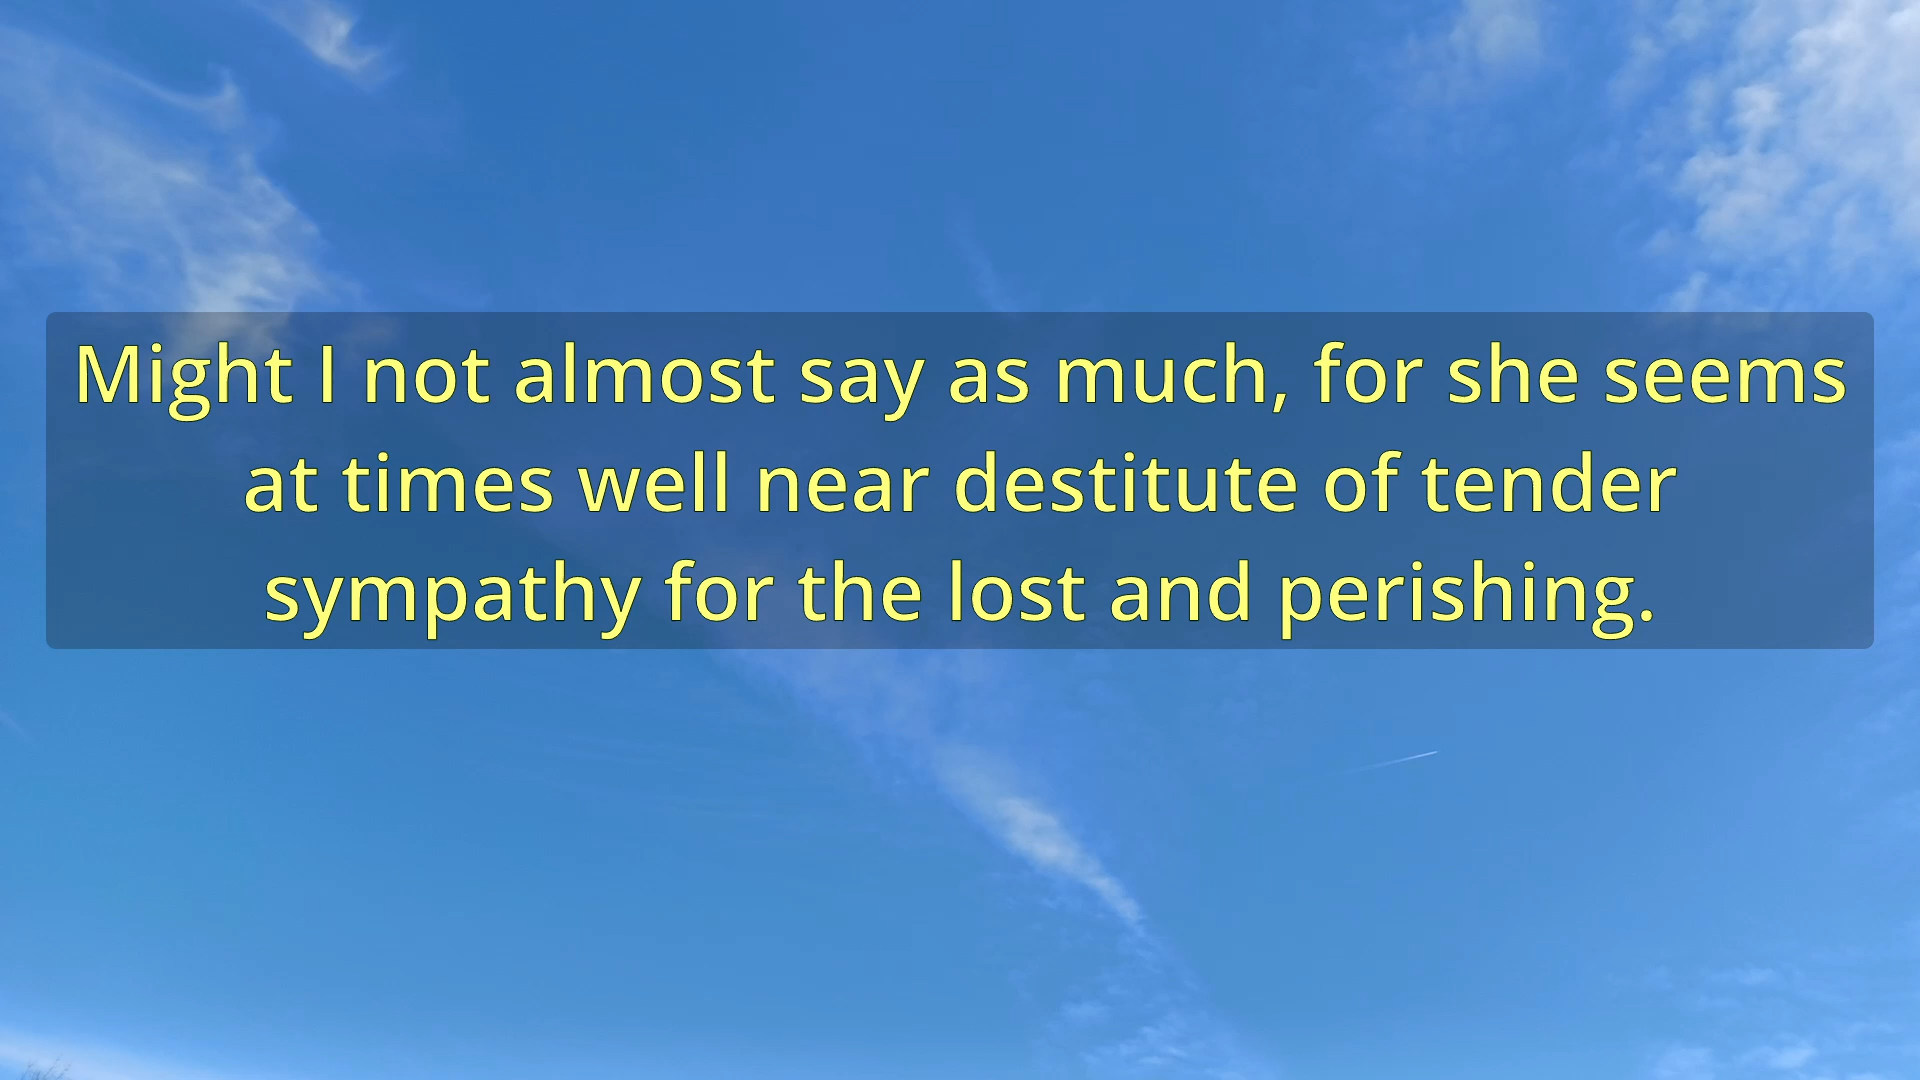 Might I not almost say as much, for she seems
at times well near destitute of tender
sympathy for the lost and perishing.